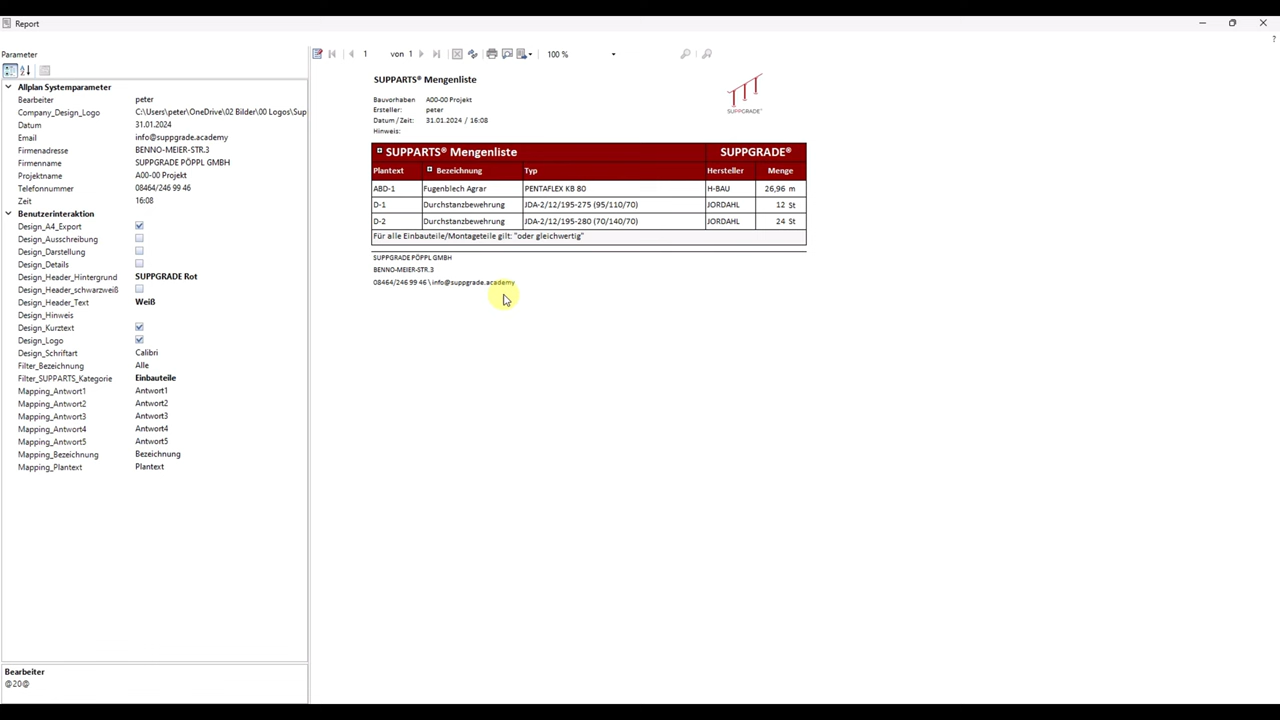 Report
?
Parameter
1 von 1
100 %
Allplan Systemparameter
Bearbeiter peter
Company_Design_Logo C:\Users\peter\OneDrive\02 Bilder\00 Logos\Sup
Datum 31.01.2024
Email info@suppgrade.academy
Firmenadresse BENNO-MEIER-STR.3
Firmenname SUPPGRADE PÖPPL GMBH
Projektname A00-00 Projekt
Telefonnummer 08464/246 99 46
Zeit 16:08
Benutzerinteraktion
Design_A4_Export
Design_Ausschreibung
Design_Darstellung
Design_Details
Design_Header_Hintergrund SUPPGRADE Rot
Design_Header_schwarzweiß
Design_Header_Text Weiß
Design_Hinweis
Design_Kurztext
Design_Logo
Design_Schriftart Calibri
Filter_Bezeichnung Alle
Filter_SUPPARTS_Kategorie Einbauteile
Mapping_Antwort1 Antwort1
Mapping_Antwort2 Antwort2
Mapping_Antwort3 Antwort3
Mapping_Antwort4 Antwort4
Mapping_Antwort5 Antwort5
Mapping_Bezeichnung Bezeichnung
Mapping_Plantext Plantext
Bearbeiter
@20@
SUPPARTS® Mengenliste
Bauvorhaben A00-00 Projekt
Ersteller: peter
Datum/Zeit: 31.01.2024 / 16:08
Hinweis:
SUPPGRADE®
SUPPARTS® Mengenliste SUPPGRADE®
Plantext Bezeichnung Typ Hersteller Menge
ABD-1 Fugenblech Agrar PENTAFLEX KB 80 H-BAU 26,96 m
D-1 Durchstanzbewehrung JDA-2/12/195-275 (95/110/70) JORDAHL 12 St
D-2 Durchstanzbewehrung JDA-2/12/195-280 (70/140/70) JORDAHL 24 St
Für alle Einbauteile/Montageteile gilt: "oder gleichwertig"
SUPPGRADE PÖPPL GMBH
BENNO-MEIER-STR.3
08464/246 99 46 \ info@suppgrade.academy